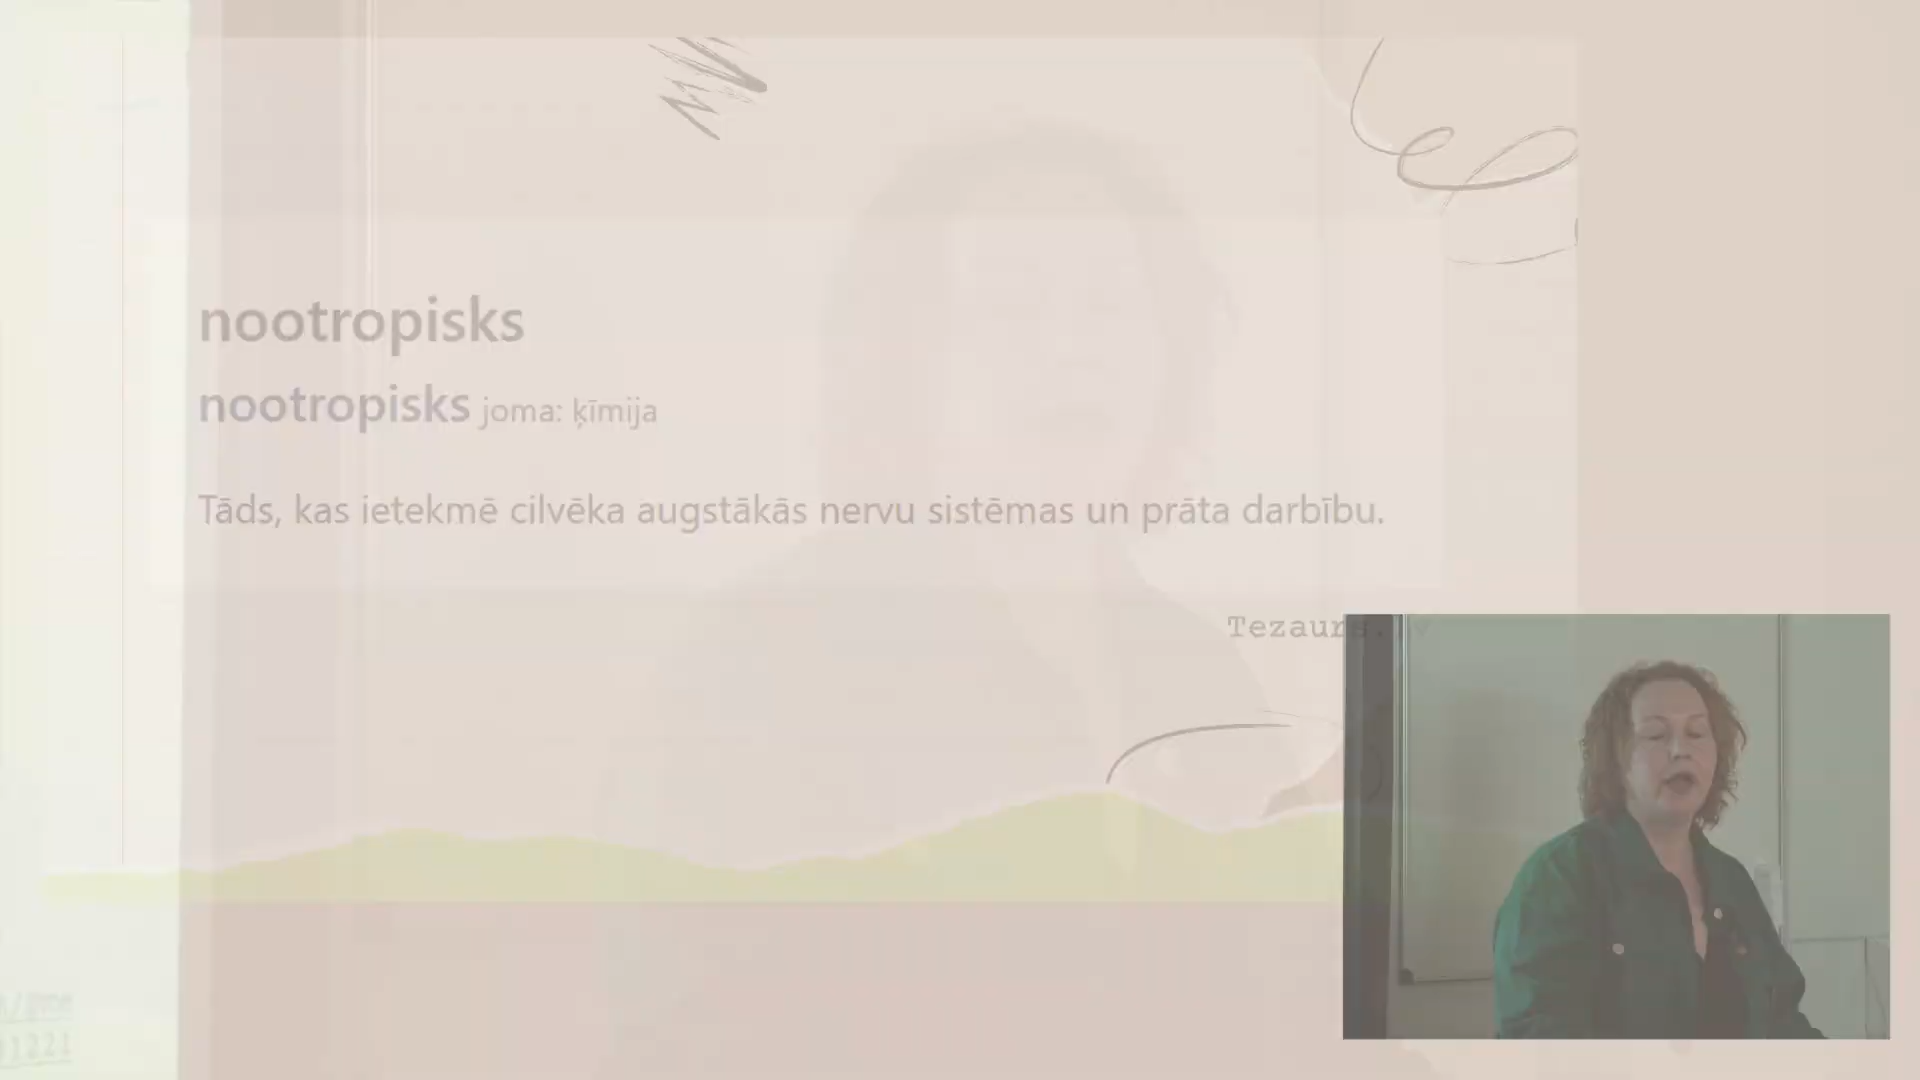 nootropisks
nootropisks joma: ķīmija
Tāds, kas ietekmē cilvēka augstākās nervu sistēmas un prāta darbību.